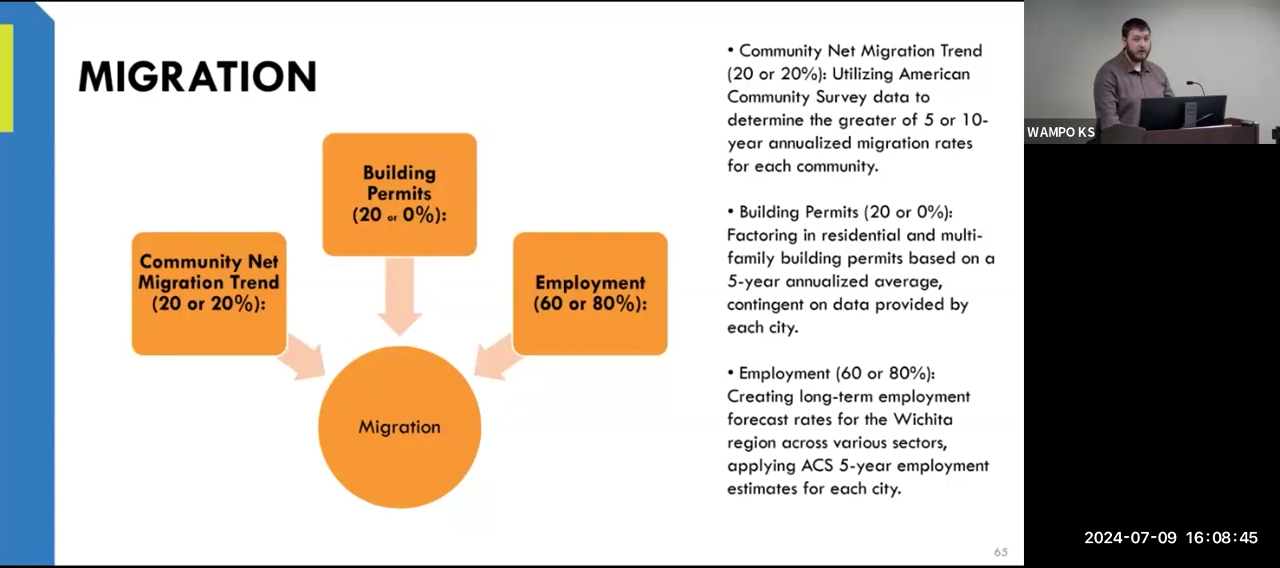 MIGRATION
Building
Permits
(20 or 0%):
Community Net
Migration Trend
(20 or 20%):
Employment
(60 or 80%):
Migration
• Community Net Migration Trend
(20 or 20%): Utilizing American
Community Survey data to
determine the greater of 5 or 10-
year annualized migration rates
for each community.
• Building Permits (20 or 0%):
Factoring in residential and multi-
family building permits based on a
5-year annualized average,
contingent on data provided by
each city.
• Employment (60 or 80%):
Creating long-term employment
forecast rates for the Wichita
region across various sectors,
applying ACS 5-year employment
estimates for each city.
65
WAMPO KS
2024-07-09 16:08:45